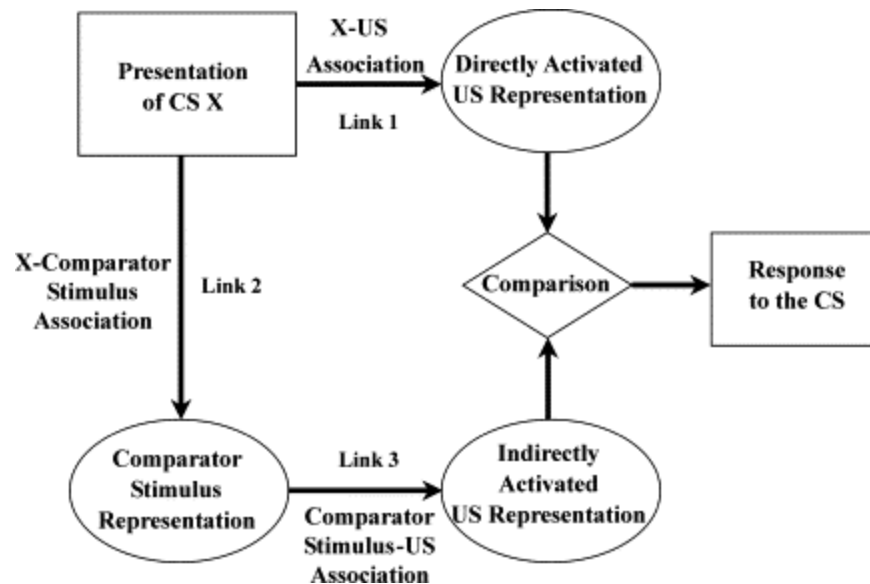 Presentation
of CS X
X-US
Association
Link 1
Directly Activated
US Representation
X-Comparator
Stimulus
Association
Link 2
Comparison
Response
to the CS
Comparator
Stimulus
Representation
Link 3
Comparator
Stimulus-US
Association
Indirectly
Activated
US Representation